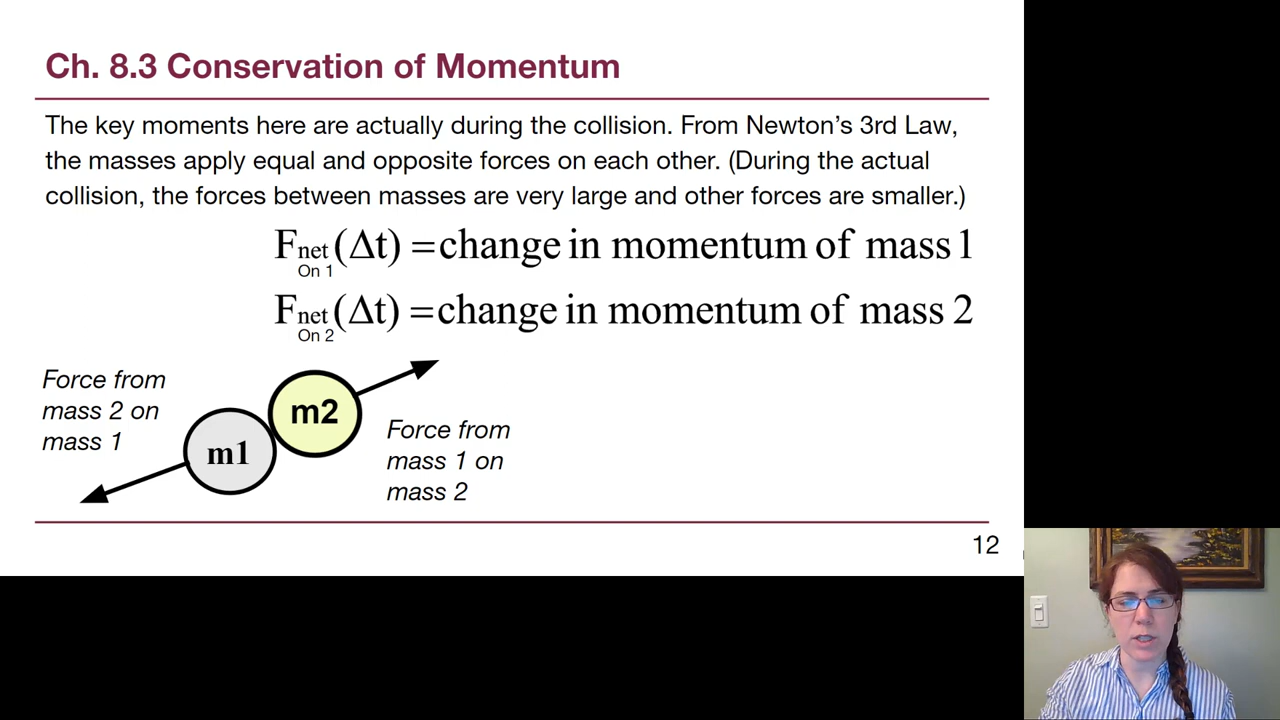 Ch. 8.3 Conservation of Momentum
The key moments here are actually during the collision. From Newton's 3rd Law,
the masses apply equal and opposite forces on each other. (During the actual
collision, the forces between masses are very large and other forces are smaller.)
Fnet(Δt) =change in momentum of mass 1
On 1
Fnet(Δt) =change in momentum of mass 2
On 2
Force from
mass 2 on
mass 1
m1
m2
Force from
mass 1 on
mass 2
12